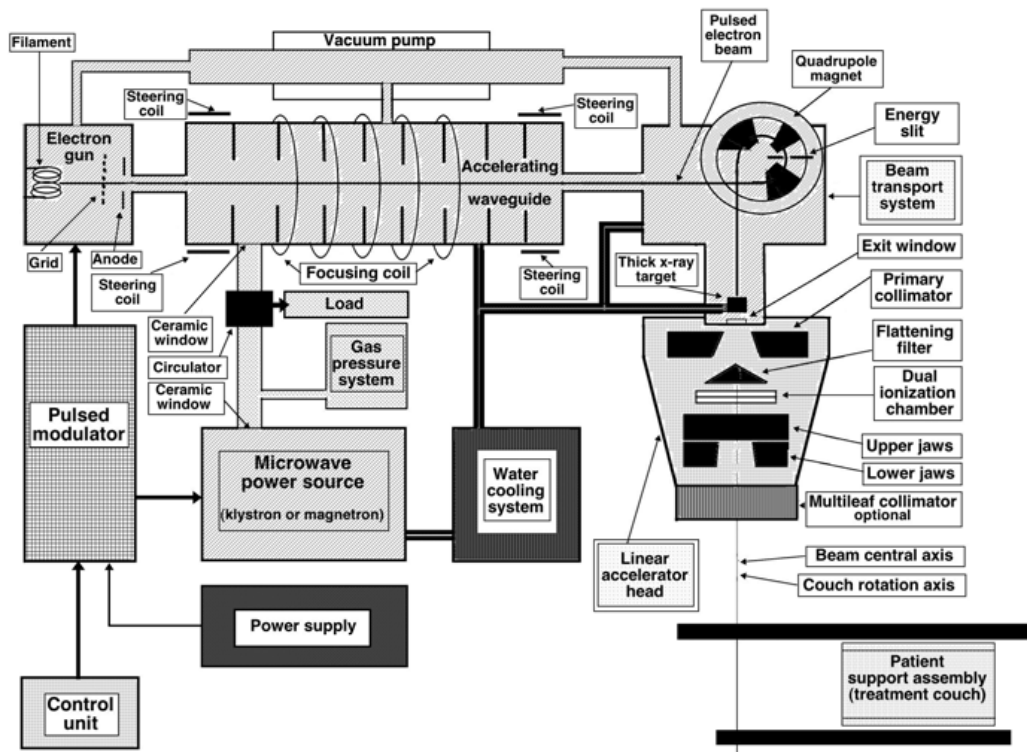 Filament
Vacuum pump
Pulsed
electron
beam
Quadrupole
magnet
Steering
coil
Steering
coil
Energy
slit
Electron
gun
Accelerating
waveguide
Beam
transport
system
Grid
Anode
Steering
coil
Focusing coil
Steering
coil
Thick x-ray
target
Exit window
Primary
collimator
Load
Ceramic
window
Circulator
Gas
pressure
system
Flattening
filter
Ceramic
window
Dual
ionization
chamber
Pulsed
modulator
Upper jaws
Lower jaws
Microwave
power source
(klystron or magnetron)
Water
cooling
system
Multileaf collimator
optional
Linear
accelerator
head
Beam central axis
Couch rotation axis
Power supply
Control
unit
Patient
support assembly
(treatment couch)